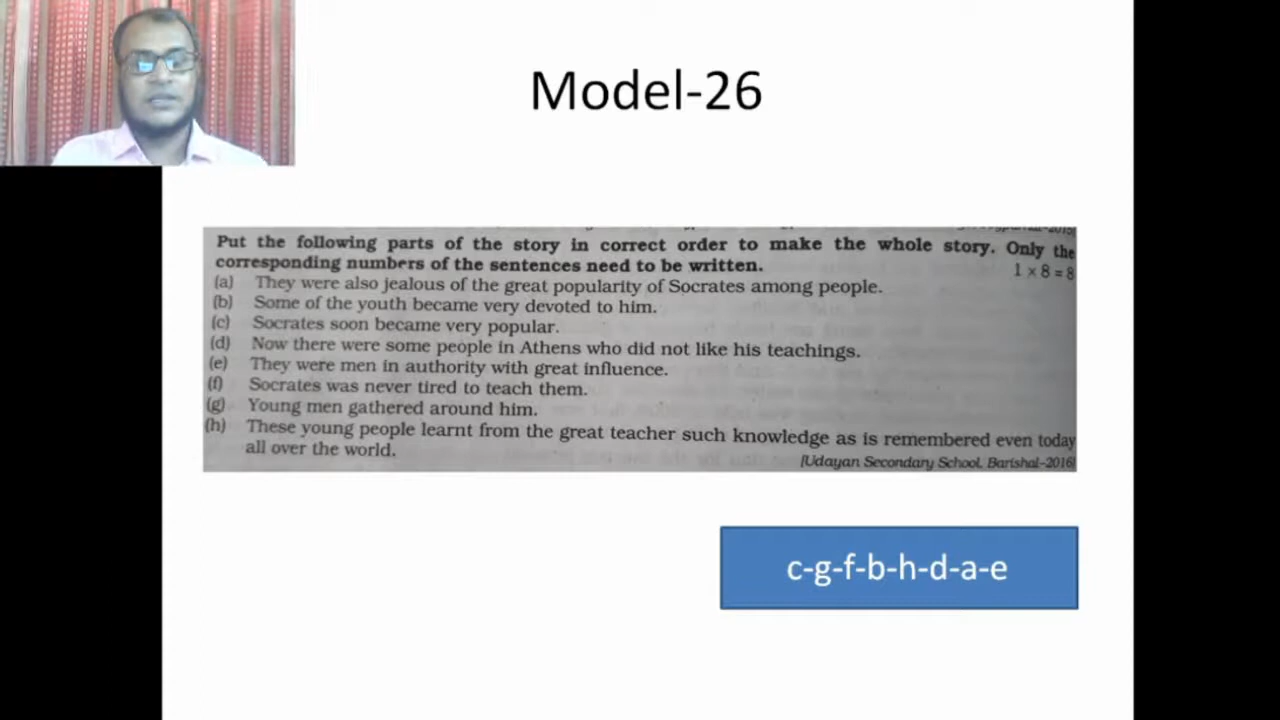 Model-26
Put the following parts of the story in correct order to make the whole story. Only the
corresponding numbers of the sentences need to be written. 1 × 8 = 8
(a) They were also jealous of the great popularity of Socrates among people.
(b) Some of the youth became very devoted to him.
(c) Socrates soon became very popular.
(d) Now there were some people in Athens who did not like his teachings.
(e) They were men in authority with great influence.
(f) Socrates was never tired to teach them.
(g) Young men gathered around him.
(h) These young people learnt from the great teacher such knowledge as is remembered even today
all over the world.
[Udayan Secondary School, Barishal-2016]
c-g-f-b-h-d-a-e